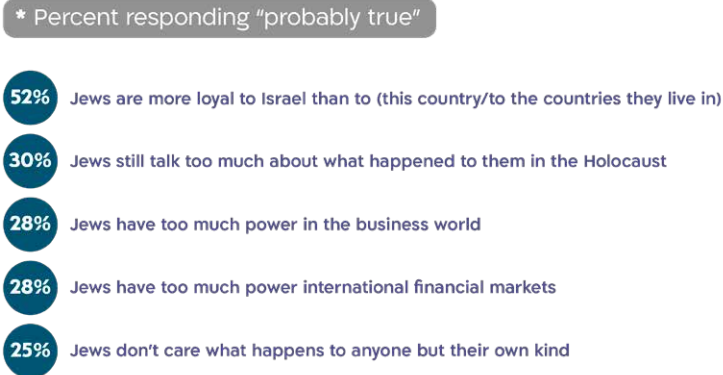 * Percent responding “probably true”
52% Jews are more loyal to Israel than to (this country/to the countries they live in)
30% Jews still talk too much about what happened to them in the Holocaust
28% Jews have too much power in the business world
28% Jews have too much power international financial markets
25% Jews don't care what happens to anyone but their own kind